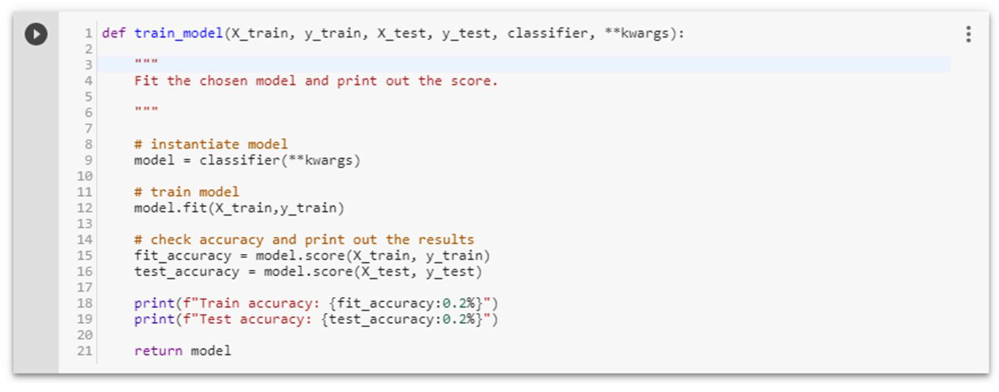 1 def train_model(X_train, y_train, X_test, y_test, classifier, **kwargs):
2
3     """
4     Fit the chosen model and print out the score.
5
6     """
7
8     # instantiate model
9     model = classifier(**kwargs)
10
11     # train model
12     model.fit(X_train,y_train)
13
14     # check accuracy and print out the results
15     fit_accuracy = model.score(X_train, y_train)
16     test_accuracy = model.score(X_test, y_test)
17
18     print(f"Train accuracy: {fit_accuracy:0.2%}")
19     print(f"Test accuracy: {test_accuracy:0.2%}")
20
21     return model